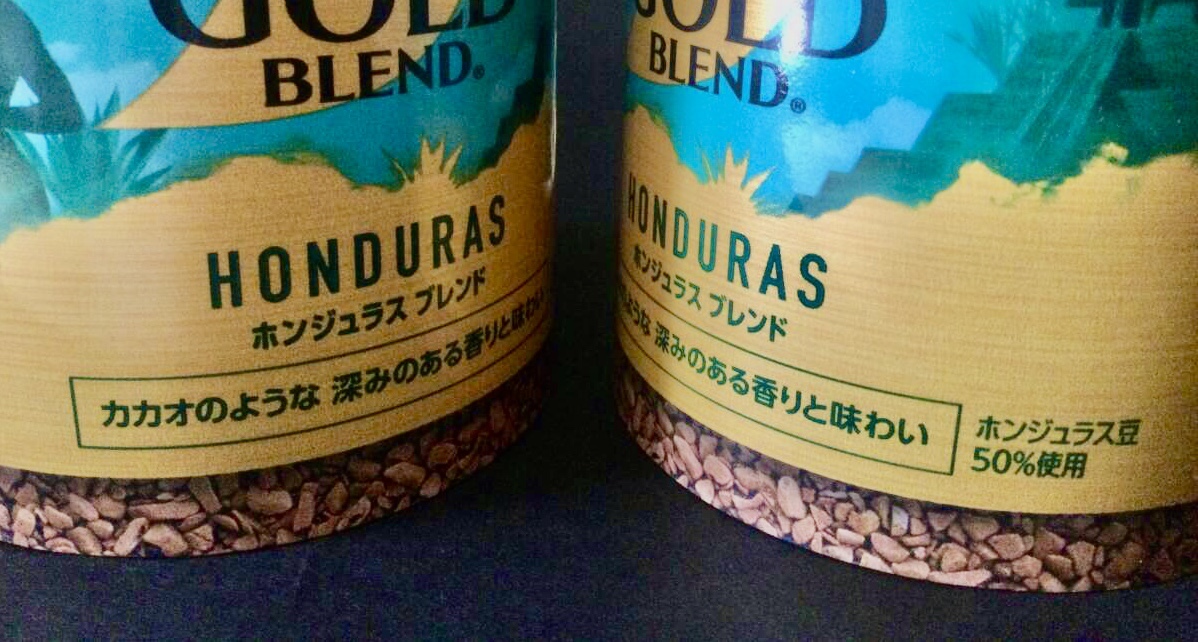 GOLD
BLEND®
HONDURAS
ホンジュラス ブレンド
カカオのような 深みのある香りと味わ
GOLD
BLEND®
HONDURAS
ホンジュラス ブレンド
ような 深みのある香りと味わい
ホンジュラス豆
50%使用